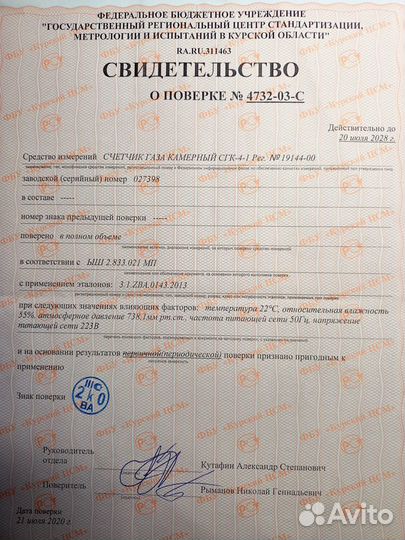 ФЕДЕРАЛЬНОЕ БЮДЖЕТНОЕ УЧРЕЖДЕНИЕ
"ГОСУДАРСТВЕННЫЙ РЕГИОНАЛЬНЫЙ ЦЕНТР СТАНДАРТИЗАЦИИ,
МЕТРОЛОГИИ И ИСПЫТАНИЙ В КУРСКОЙ ОБЛАСТИ"
RA.RU.311463
СВИДЕТЕЛЬСТВО
О ПОВЕРКЕ № 4732-03-С
Действительно до
20 июля 2028 г.
Средство измерений СЧЕТЧИК ГАЗА КАМЕРНЫЙ СГК-4-1 Рег. №19144-00
заводской (серийный) номер 027398
в составе -----
номер знака предыдущей поверки -----
поверено в полном объеме
в соответствии с БШ 2.833.021 МП
с применением эталонов: 3.1.ZBA.0143.2013
при следующих значениях влияющих факторов: температура 22°С, относительная влажность
55%, атмосферное давление 738,1мм рт.ст., частота питающей сети 50Гц, напряжение
питающей сети 223В
и на основании результатов первичной(периодической) поверки признано пригодным к
применению
Знак поверки
Руководитель
отдела
Кутафин Александр Степанович
Поверитель
Рыманов Николай Геннадьевич
Дата поверки
21 июля 2020 г.
Avito